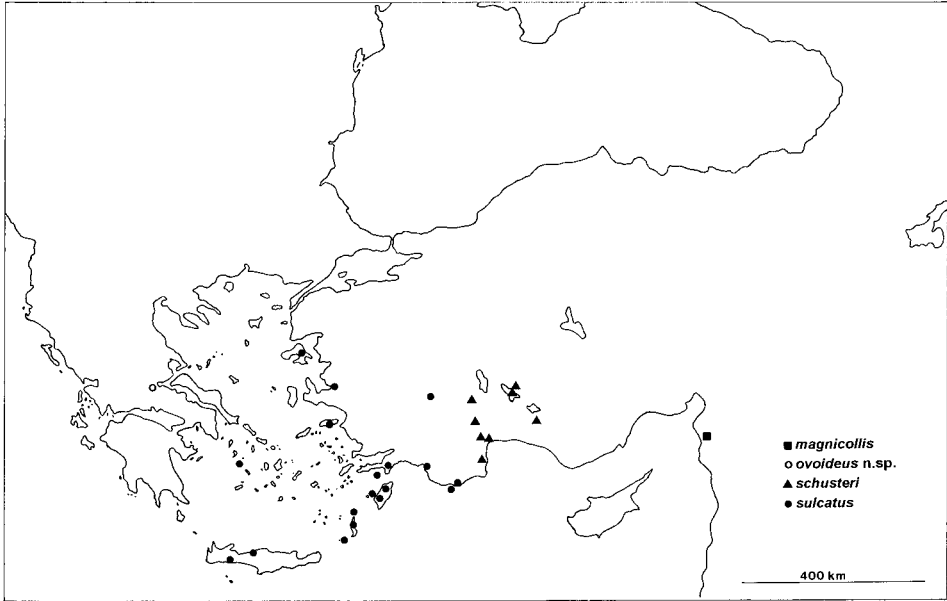 magnicollis
ovoideus n.sp.
schusteri
sulcatus
400 km